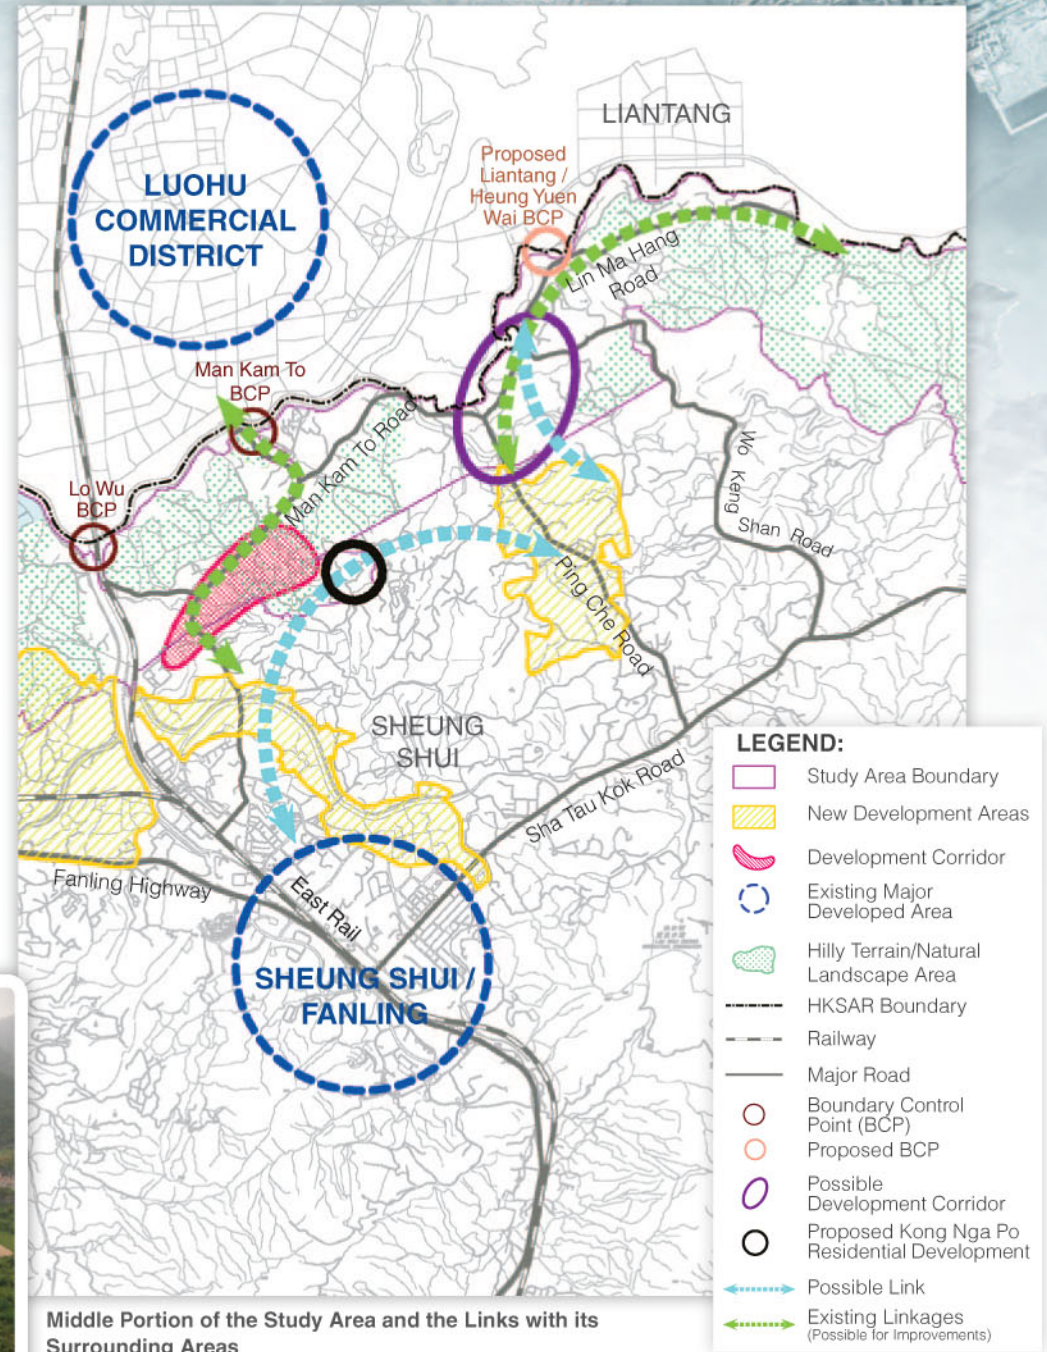 LIANTANG
Proposed
Liantang /
Heung Yuen
Wai BCP
LUOHU
COMMERCIAL
DISTRICT
Lin Ma Hang
Road
Man Kam To
BCP
Man Kam To Road
Lo Wu
BCP
Wo Keng
Shan Road
Ping Che Road
SHEUNG
SHUI
Sha Tau Kok Road
Fanling Highway
East Rail
SHEUNG SHUI /
FANLING
LEGEND:
Study Area Boundary
New Development Areas
Development Corridor
Existing Major
Developed Area
Hilly Terrain/Natural
Landscape Area
HKSAR Boundary
Railway
Major Road
Boundary Control
Point (BCP)
Proposed BCP
Possible
Development Corridor
Proposed Kong Nga Po
Residential Development
Possible Link
Existing Linkages
(Possible for Improvements)
Middle Portion of the Study Area and the Links with its
Surrounding Areas